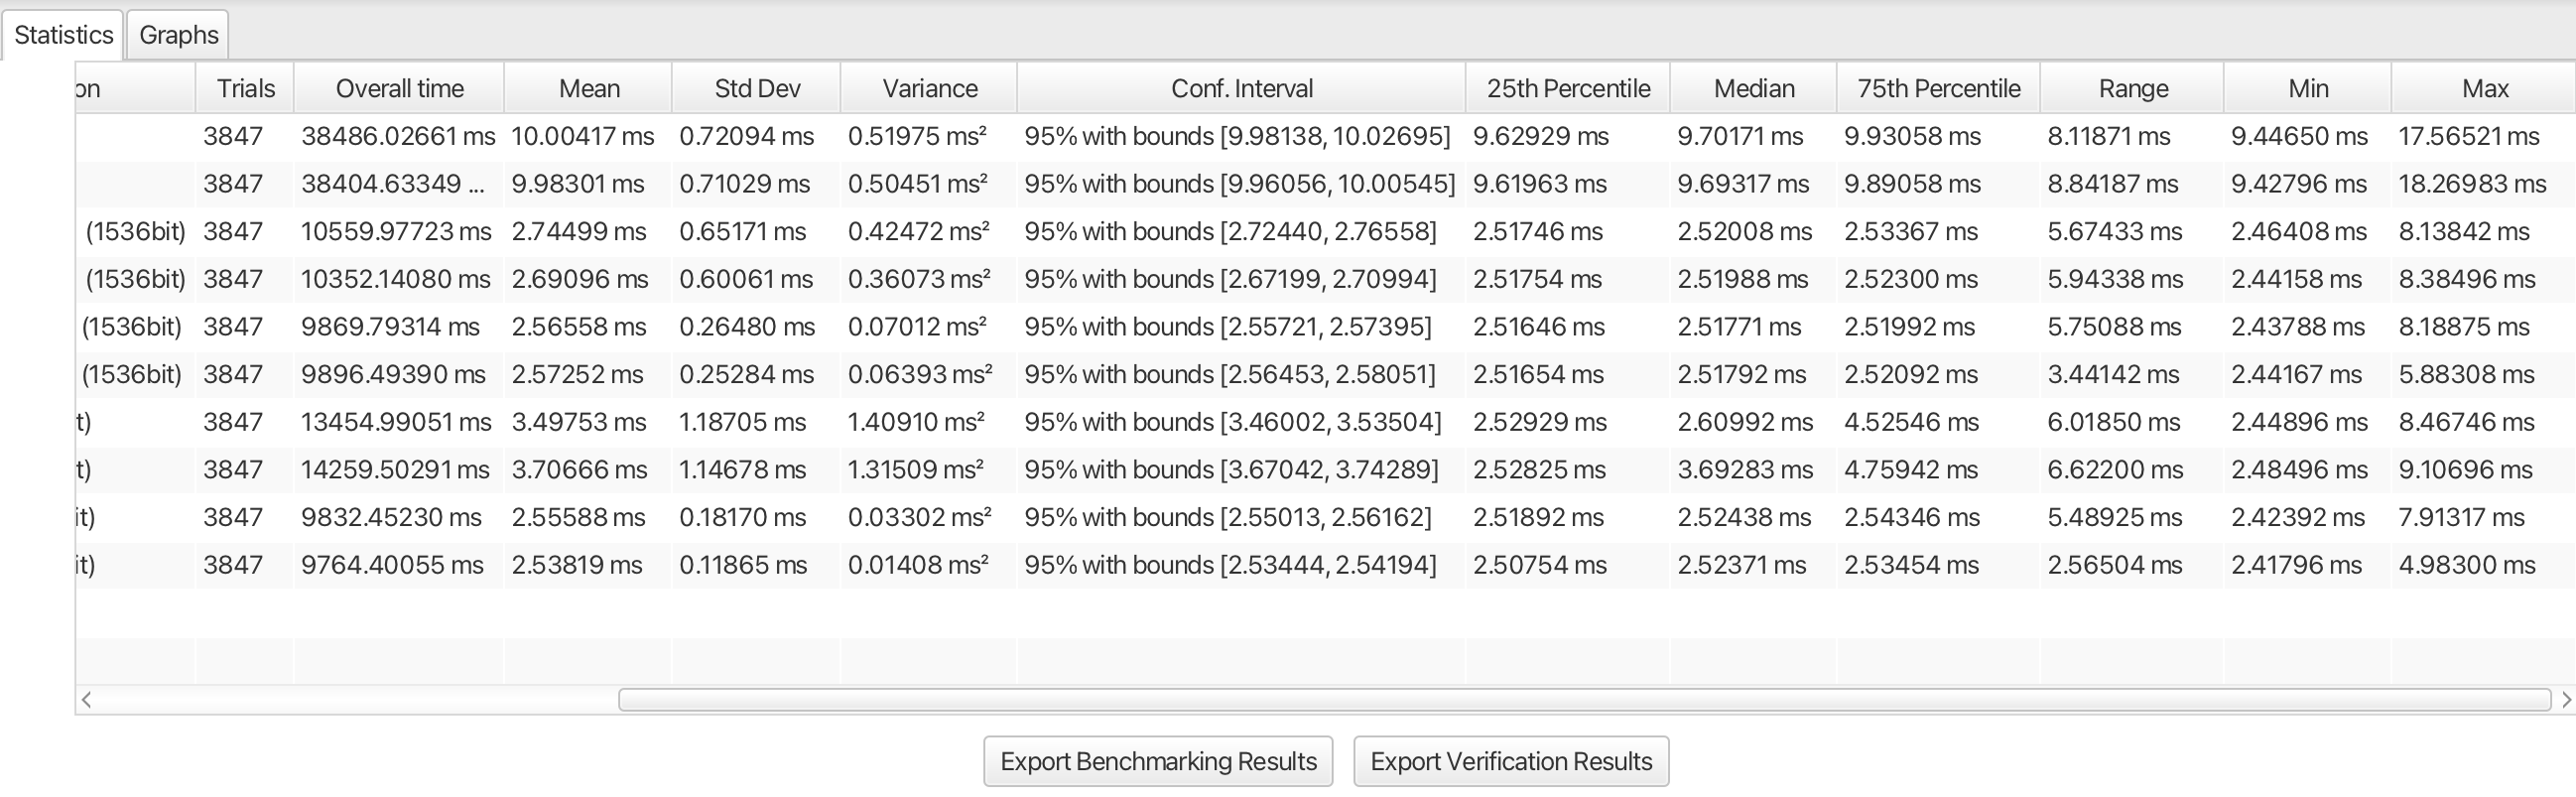 Statistics Graphs
on Trials Overall time Mean Std Dev Variance Conf. Interval 25th Percentile Median 75th Percentile Range Min Max
3847 38486.02661 ms 10.00417 ms 0.72094 ms 0.51975 ms² 95% with bounds [9.98138, 10.02695] 9.62929 ms 9.70171 ms 9.93058 ms 8.11871 ms 9.44650 ms 17.56521 ms
3847 38404.63349 ... 9.98301 ms 0.71029 ms 0.50451 ms² 95% with bounds [9.96056, 10.00545] 9.61963 ms 9.69317 ms 9.89058 ms 8.84187 ms 9.42796 ms 18.26983 ms
(1536bit) 3847 10559.97723 ms 2.74499 ms 0.65171 ms 0.42472 ms² 95% with bounds [2.72440, 2.76558] 2.51746 ms 2.52008 ms 2.53367 ms 5.67433 ms 2.46408 ms 8.13842 ms
(1536bit) 3847 10352.14080 ms 2.69096 ms 0.60061 ms 0.36073 ms² 95% with bounds [2.67199, 2.70994] 2.51754 ms 2.51988 ms 2.52300 ms 5.94338 ms 2.44158 ms 8.38496 ms
(1536bit) 3847 9869.79314 ms 2.56558 ms 0.26480 ms 0.07012 ms² 95% with bounds [2.55721, 2.57395] 2.51646 ms 2.51771 ms 2.51992 ms 5.75088 ms 2.43788 ms 8.18875 ms
(1536bit) 3847 9896.49390 ms 2.57252 ms 0.25284 ms 0.06393 ms² 95% with bounds [2.56453, 2.58051] 2.51654 ms 2.51792 ms 2.52092 ms 3.44142 ms 2.44167 ms 5.88308 ms
t) 3847 13454.99051 ms 3.49753 ms 1.18705 ms 1.40910 ms² 95% with bounds [3.46002, 3.53504] 2.52929 ms 2.60992 ms 4.52546 ms 6.01850 ms 2.44896 ms 8.46746 ms
t) 3847 14259.50291 ms 3.70666 ms 1.14678 ms 1.31509 ms² 95% with bounds [3.67042, 3.74289] 2.52825 ms 3.69283 ms 4.75942 ms 6.62200 ms 2.48496 ms 9.10696 ms
it) 3847 9832.45230 ms 2.55588 ms 0.18170 ms 0.03302 ms² 95% with bounds [2.55013, 2.56162] 2.51892 ms 2.52438 ms 2.54346 ms 5.48925 ms 2.42392 ms 7.91317 ms
it) 3847 9764.40055 ms 2.53819 ms 0.11865 ms 0.01408 ms² 95% with bounds [2.53444, 2.54194] 2.50754 ms 2.52371 ms 2.53454 ms 2.56504 ms 2.41796 ms 4.98300 ms
Export Benchmarking Results Export Verification Results